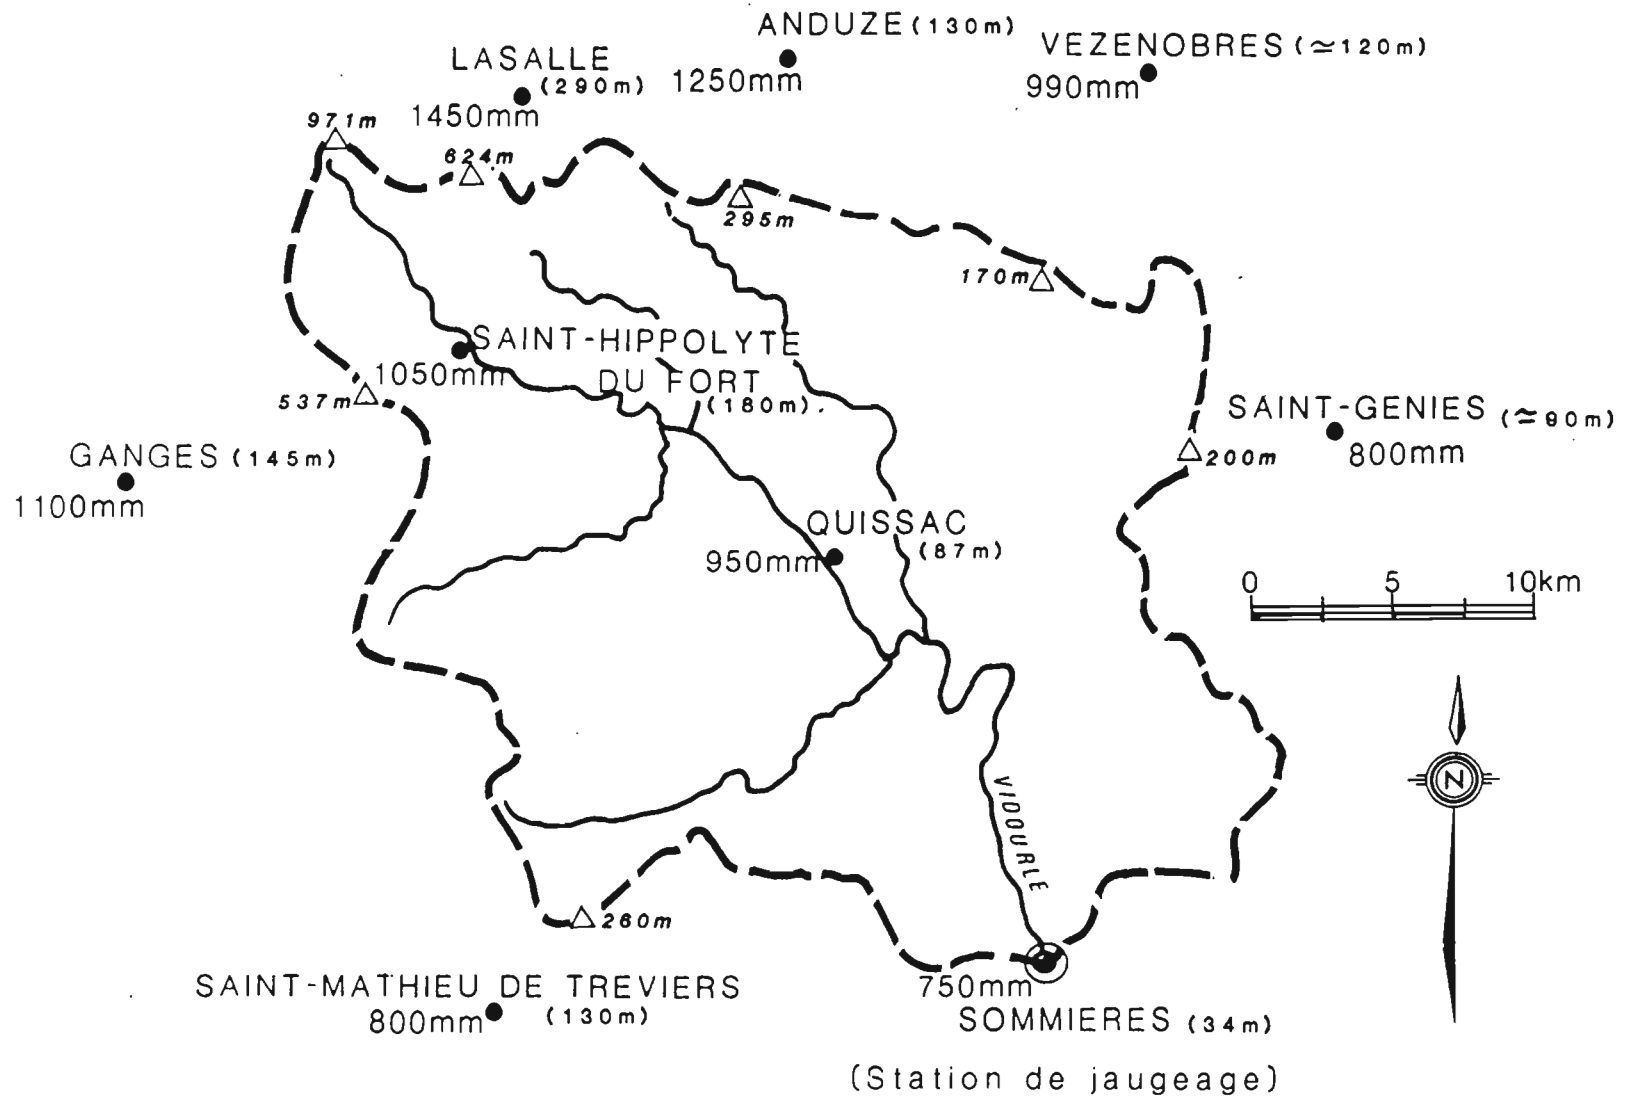 ANDUZE (130m)
1250mm
VEZENOBRES (≃120m)
990mm
LASALLE
(290m)
1450mm
971m
624m
295m
170m
SAINT-HIPPOLYTE
DU FORT
(180m).
1050mm
537m
SAINT-GENIES (≃90m)
800mm
200m
GANGES (145m)
1100mm
QUISSAC
(87m)
950mm
0 5 10km
N
VIDOURLE
260m
SAINT-MATHIEU DE TREVIERS
800mm (130m)
750mm
SOMMIERES (34m)
(Station de jaugeage)